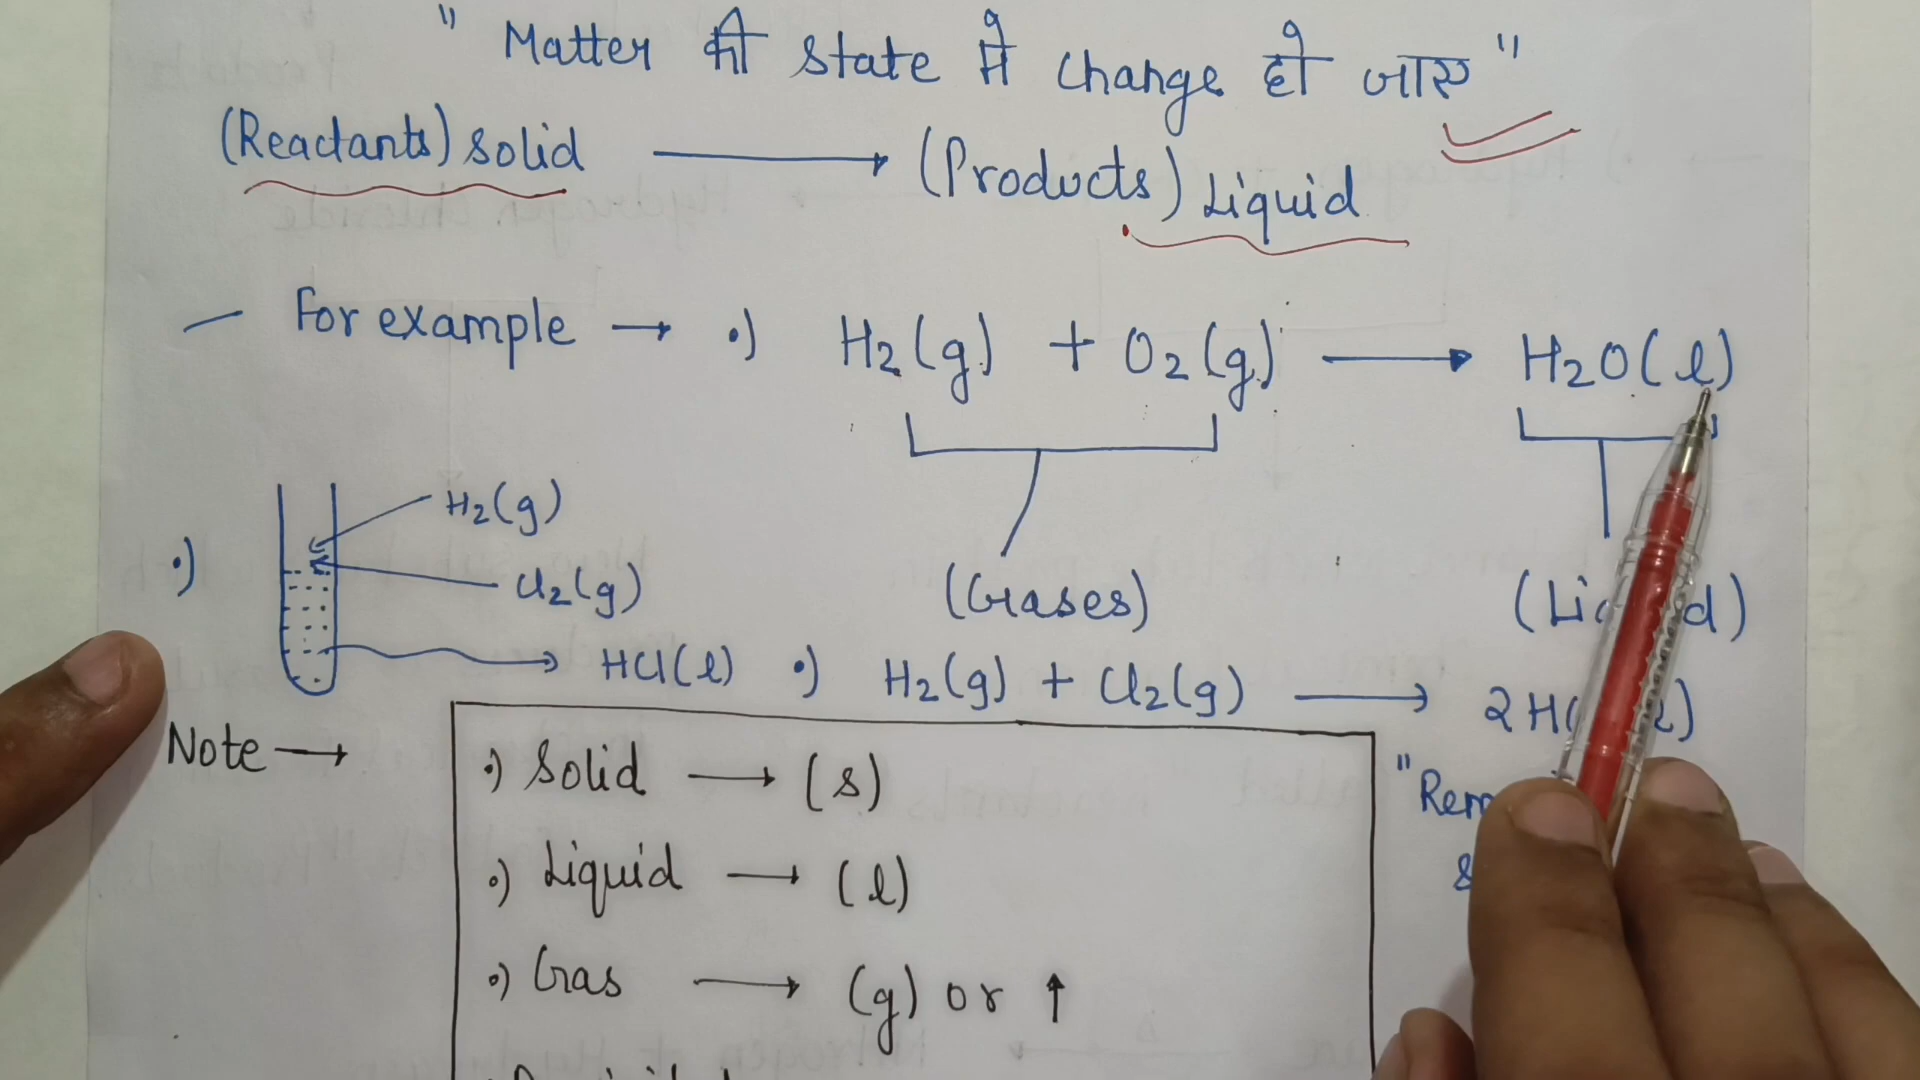 " Matter की state में change हो जाए "
(Reactants) solid ⟶ (Products) Liquid
— For example → •) H2(g) + O2(g) ⟶ H2O(l)
H2(g)
•) Cl2(g) (Gases)
HCl(l) •) H2(g) + Cl2(g) ⟶
Note ⟶
•) Solid ⟶ (s)
•) Liquid ⟶ (l)
•) Gas ⟶ (g) or ↑